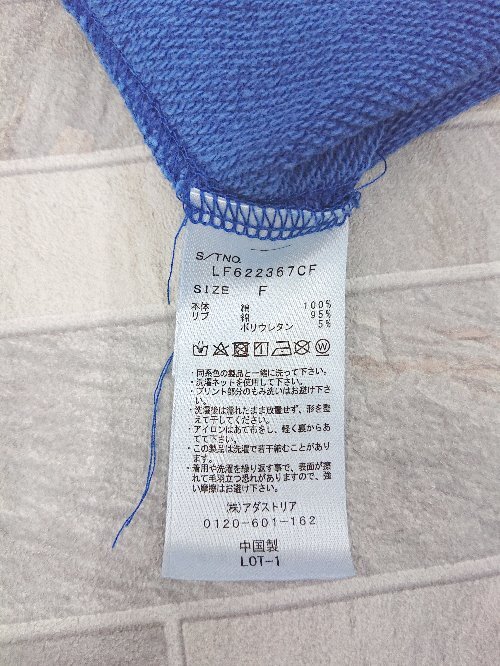 S/TNO.
LF622367CF
SIZE F
本体 綿 100%
リブ 綿 95%
ポリウレタン 5%
・同系色の製品と一緒に洗って下さい。
・洗濯ネットを使用して下さい。
・プリント部分のもみ洗いはお避け下さい。
・洗濯後は濡れたまま放置せず、形を整
えて干してください。
・アイロンはあて布をし、軽く裏からあ
てて下さい。
・この製品は洗濯で若干縮むことがあり
ます。
・着用や洗濯を繰り返す事で、表面が擦
れて毛羽立つ恐れがありますので、強
い摩擦はお避け下さい。
(株)アダストリア
0120-601-162
中国製
LOT-1